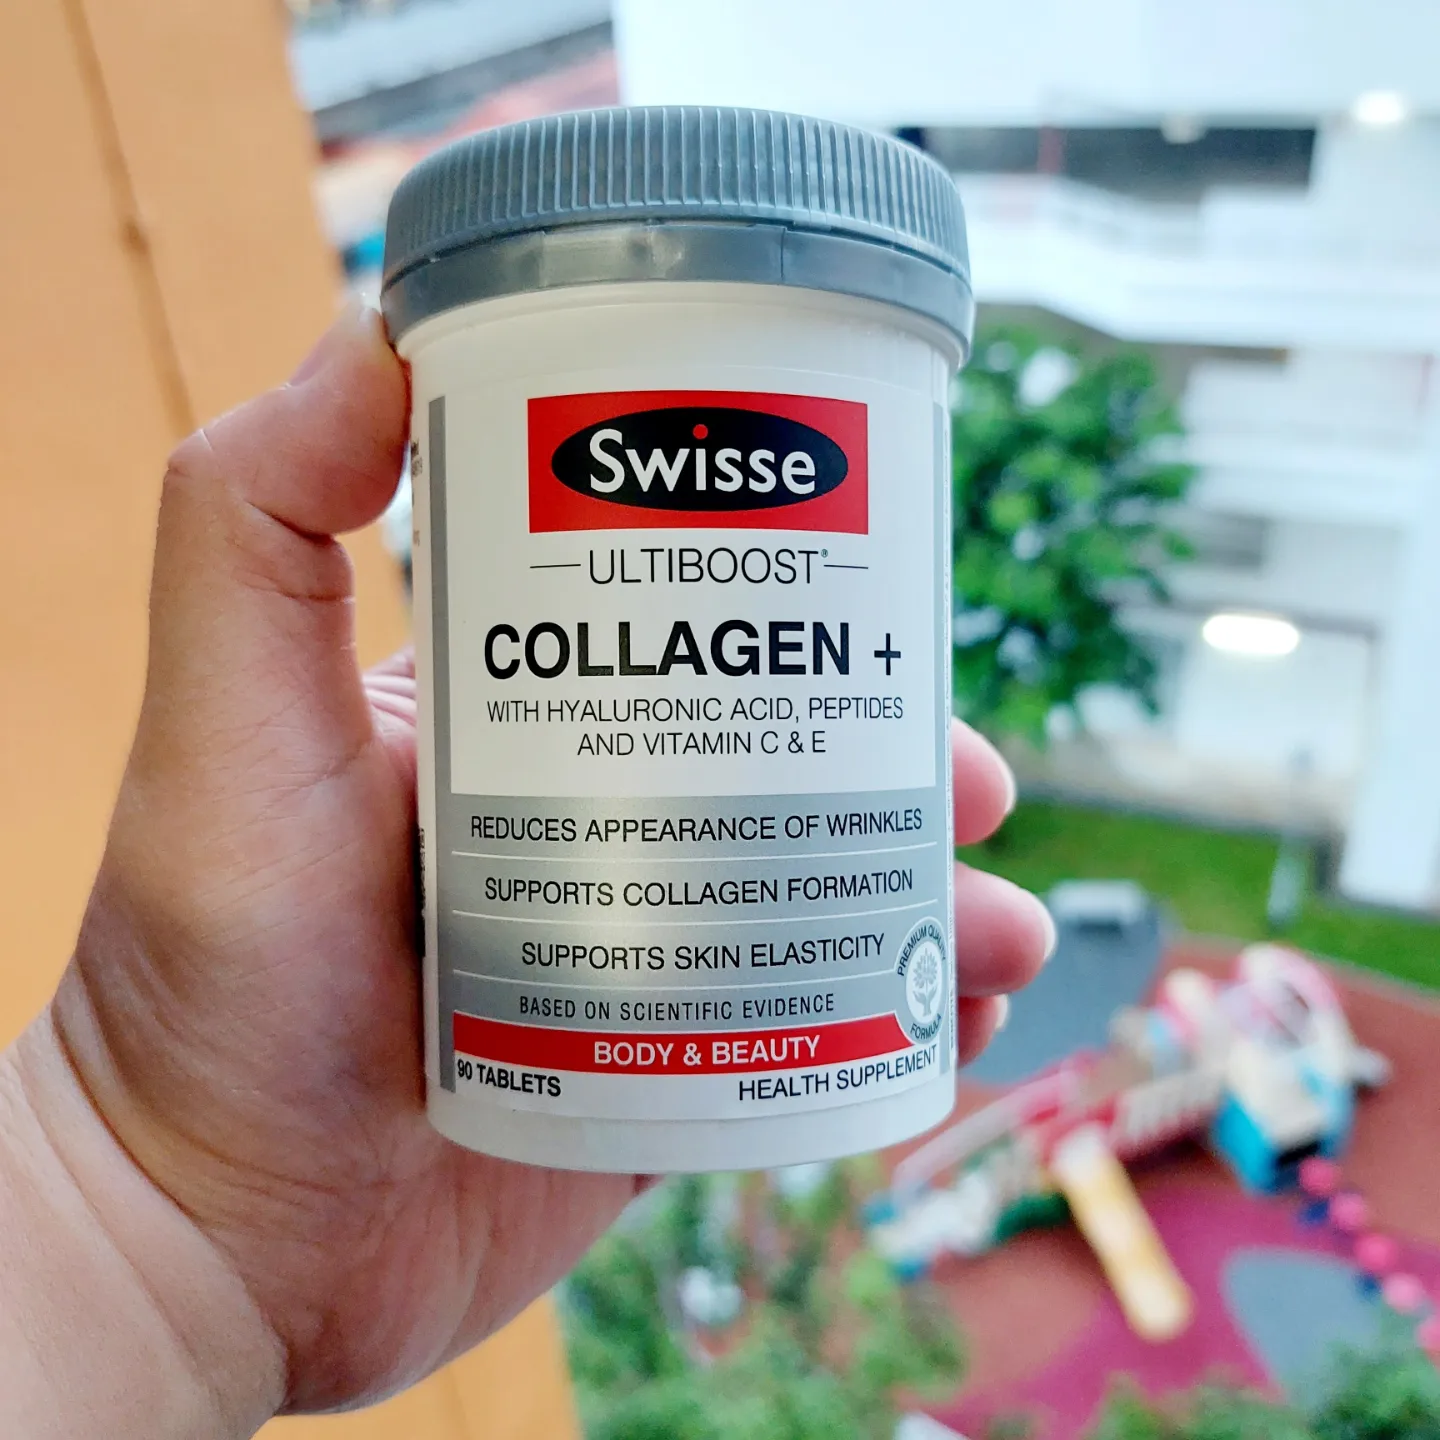 Swisse
ULTIBOOST®
COLLAGEN +
WITH HYALURONIC ACID, PEPTIDES
AND VITAMIN C & E
REDUCES APPEARANCE OF WRINKLES
SUPPORTS COLLAGEN FORMATION
SUPPORTS SKIN ELASTICITY
PREMIUM QUALITY
FORMULA
BASED ON SCIENTIFIC EVIDENCE
BODY & BEAUTY
90 TABLETS
HEALTH SUPPLEMENT